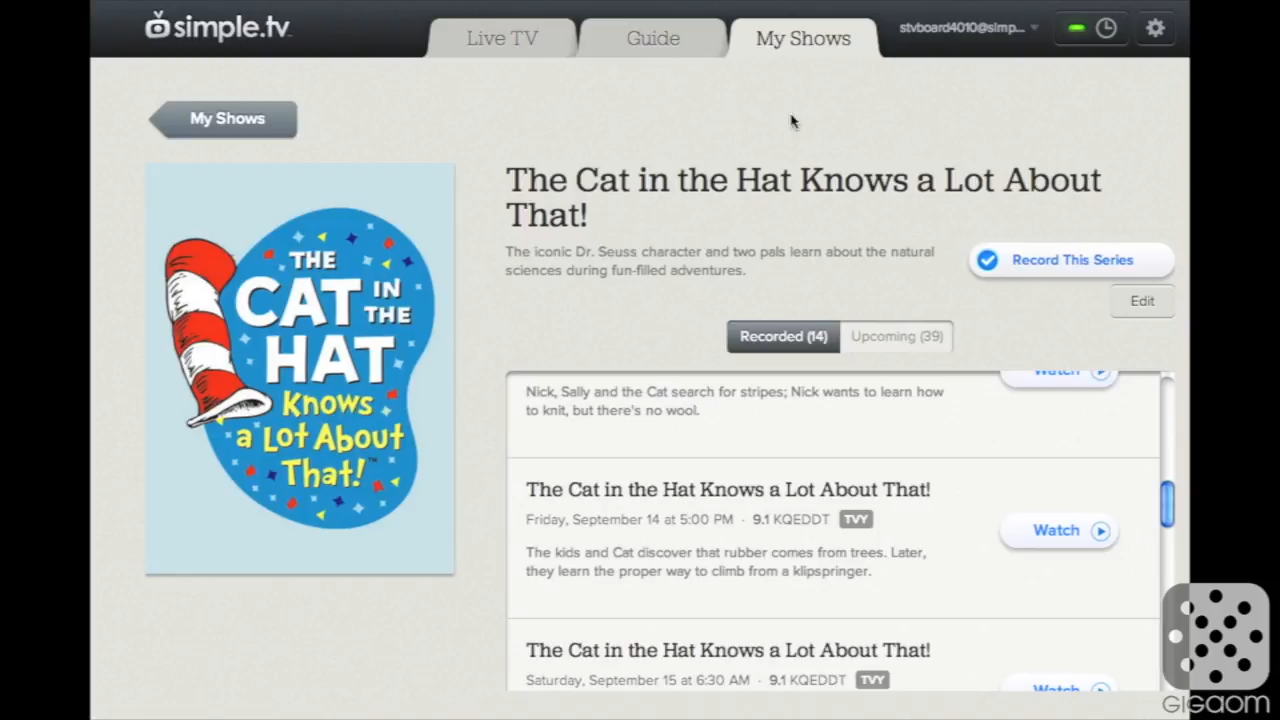 simple.tv
Live TV
Guide
My Shows
stvboard4010@simp...
My Shows
THE
CAT IN
THE
HAT
Knows
a Lot About
That!™
The Cat in the Hat Knows a Lot About
That!
The iconic Dr. Seuss character and two pals learn about the natural
sciences during fun-filled adventures.
Record This Series
Edit
Recorded (14)
Upcoming (39)
Watch
Nick, Sally and the Cat search for stripes; Nick wants to learn how
to knit, but there's no wool.
The Cat in the Hat Knows a Lot About That!
Friday, September 14 at 5:00 PM · 9.1 KQEDDT TVY
Watch
The kids and Cat discover that rubber comes from trees. Later,
they learn the proper way to climb from a klipspringer.
The Cat in the Hat Knows a Lot About That!
Saturday, September 15 at 6:30 AM · 9.1 KQEDDT TVY
Watch
GIGAOM